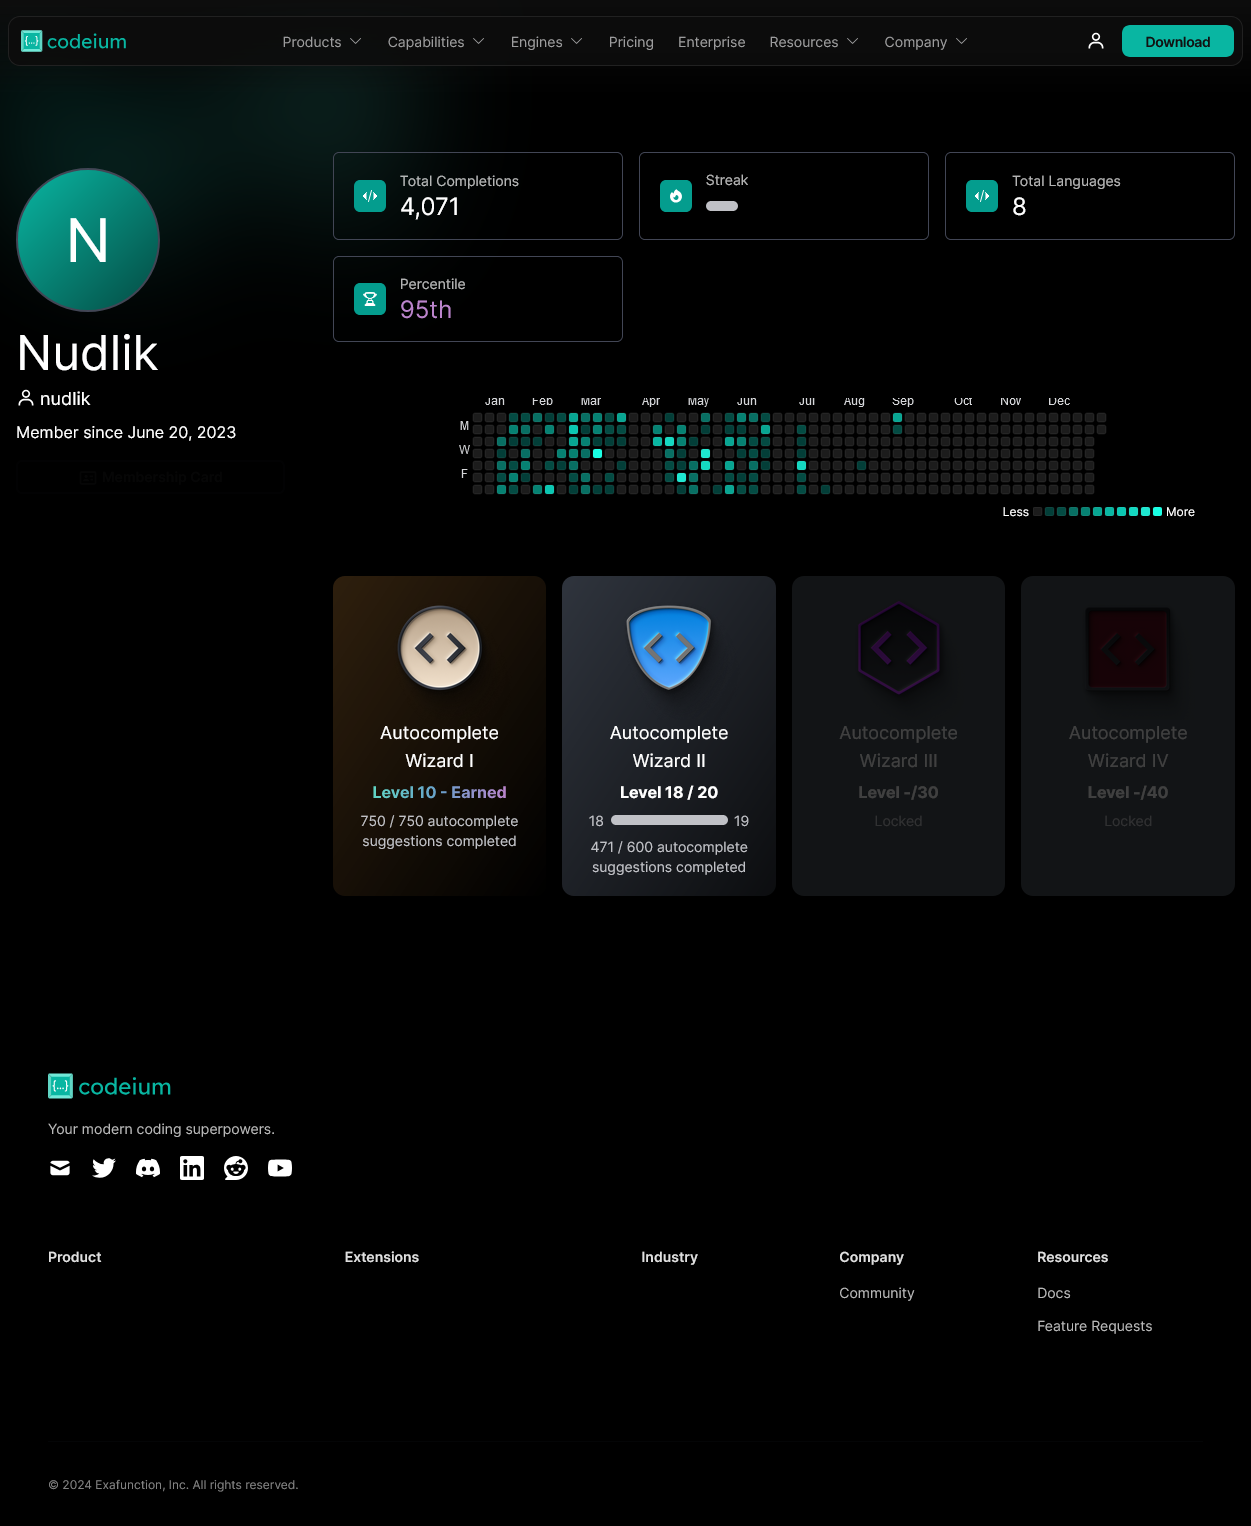 codeium
Products
Capabilities
Engines
Pricing
Enterprise
Resources
Company
Download
N
Nudlik
nudlik
Member since June 20, 2023
Membership Card
Total Completions
4,071
Streak
Total Languages
8
Percentile
95th
Jan Feb Mar Apr May Jun Jul Aug Sep Oct Nov Dec
M
W
F
Less
More
Autocomplete
Wizard I
Level 10 - Earned
750 / 750 autocomplete
suggestions completed
Autocomplete
Wizard II
Level 18 / 20
18
19
471 / 600 autocomplete
suggestions completed
Autocomplete
Wizard III
Level -/30
Locked
Autocomplete
Wizard IV
Level -/40
Locked
codeium
Your modern coding superpowers.
Product
Extensions
Industry
Company
Community
Resources
Docs
Feature Requests
© 2024 Exafunction, Inc. All rights reserved.